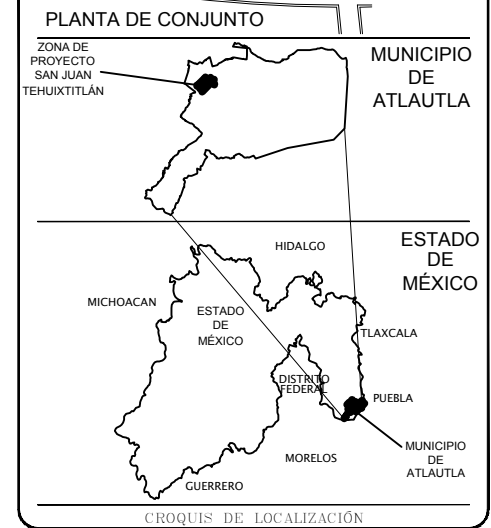 PLANTA DE CONJUNTO
ZONA DE
PROYECTO
SAN JUAN
TEHUIXTITLÁN
MUNICIPIO
DE
ATLAUTLA
ESTADO
DE
MÉXICO
HIDALGO
MICHOACAN
ESTADO
DE
MÉXICO
TLAXCALA
DISTRITO
FEDERAL
PUEBLA
MUNICIPIO
DE
ATLAUTLA
MORELOS
GUERRERO
CROQUIS DE LOCALIZACIÓN